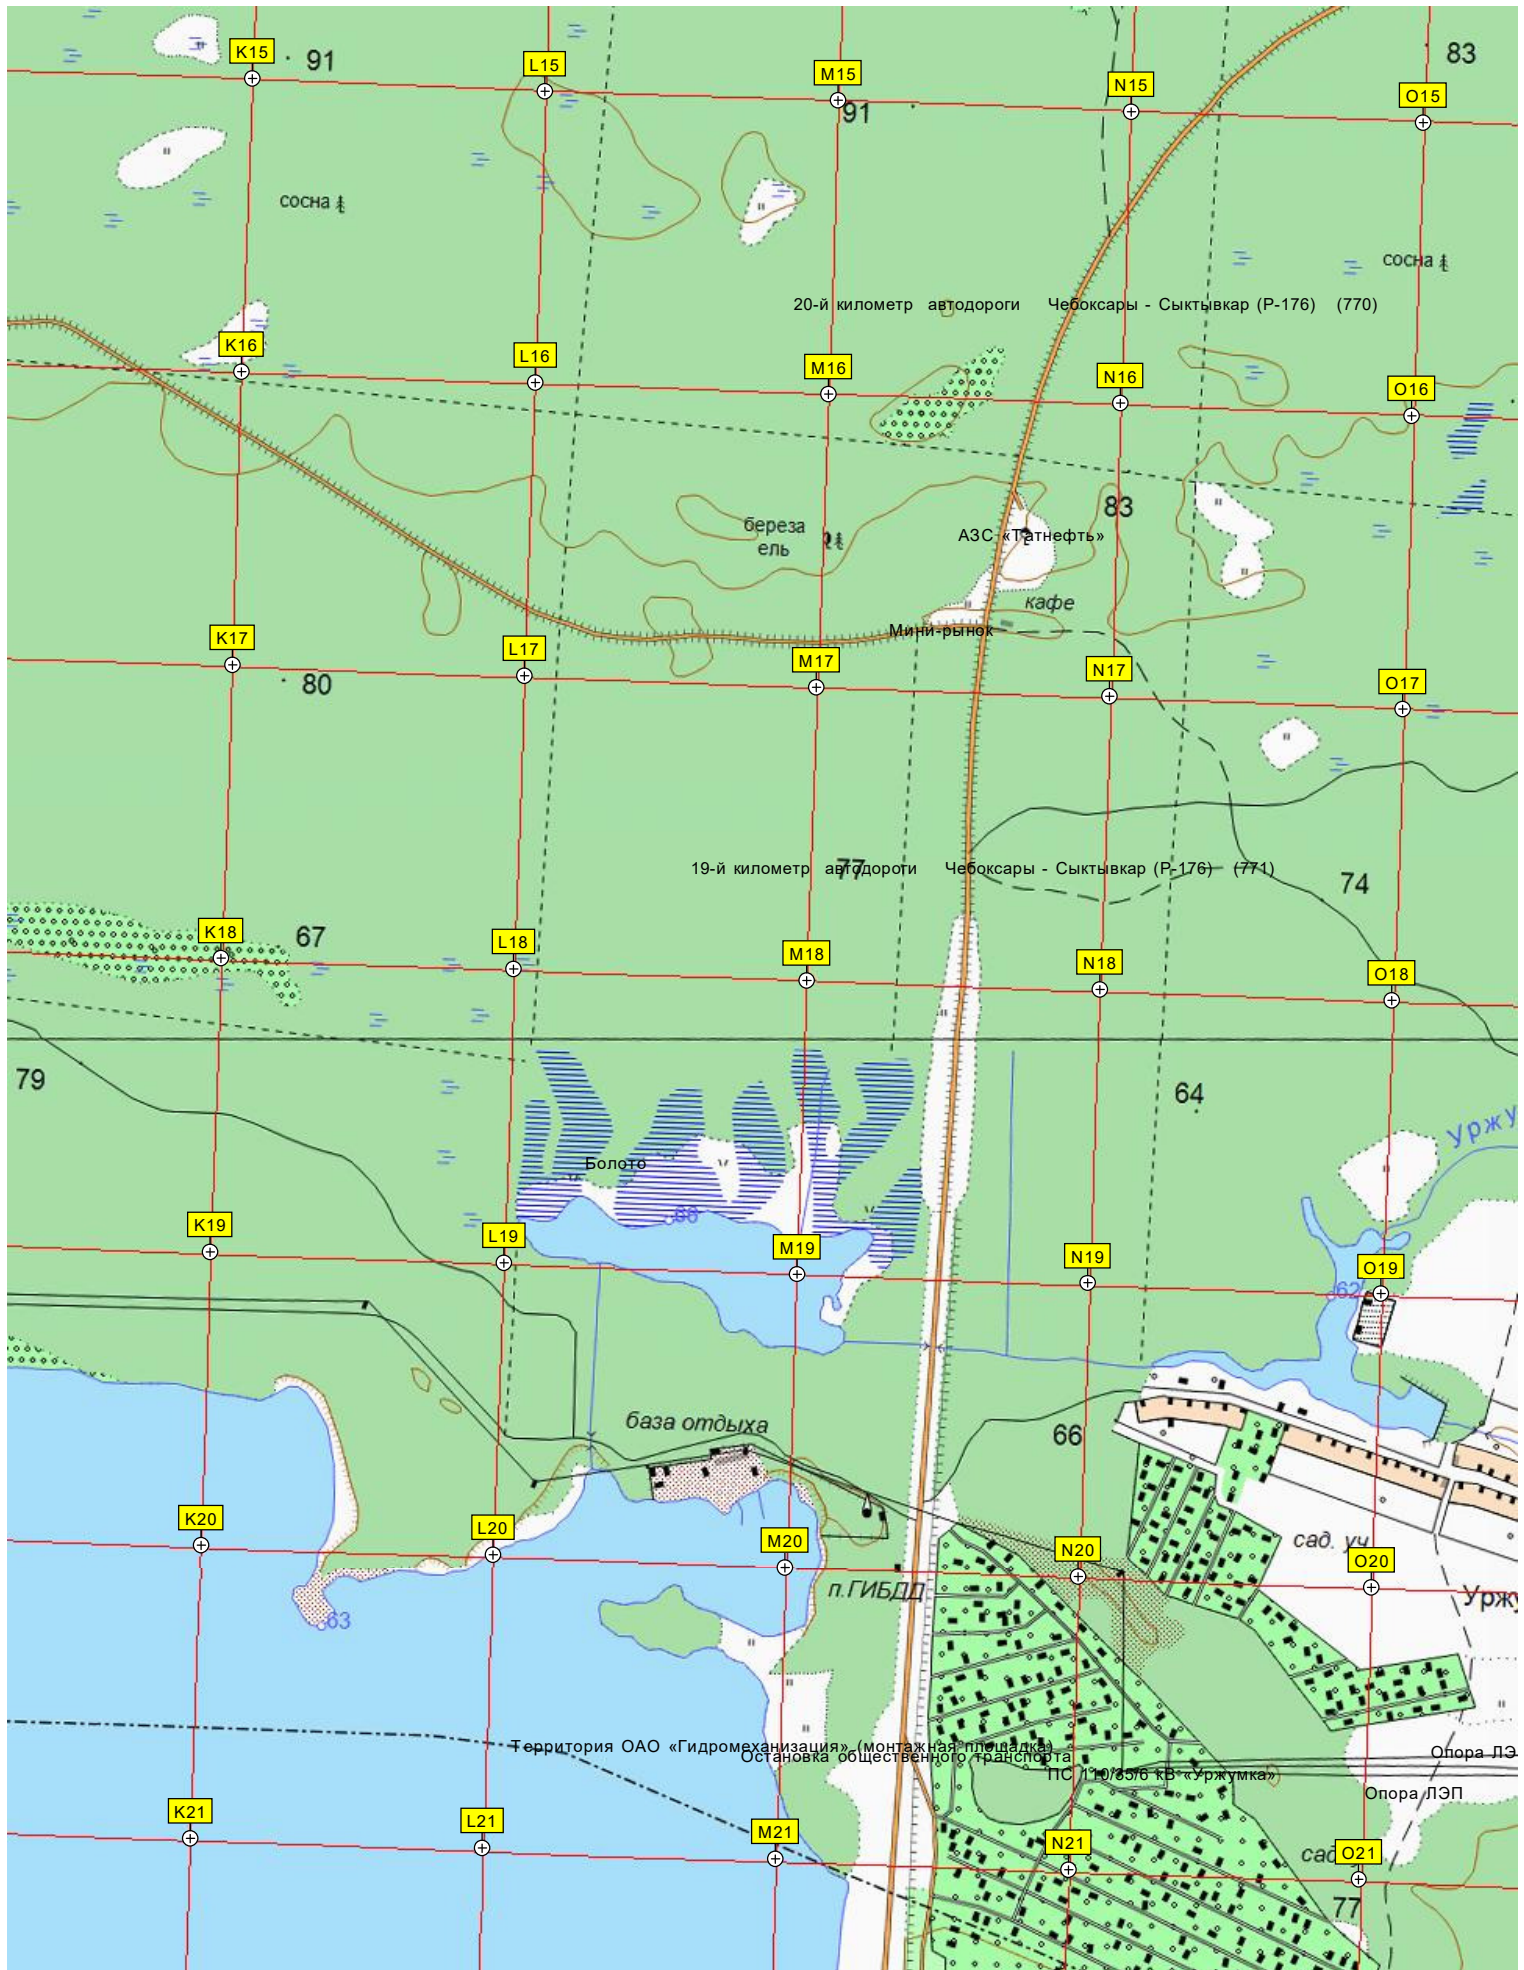 K15
91
L15
M15
91
N15
83
O15
сосна
сосна
20-й километр автодороги Чебоксары - Сыктывкар (Р-176) (770)
K16
L16
M16
N16
O16
83
береза
ель
АЗС «Татнефть»
кафе
Мини-рынок
K17
L17
M17
N17
O17
80
19-й километр автодороги Чебоксары - Сыктывкар (Р-176) (771)
77
74
K18
67
L18
M18
N18
O18
79
64
Уржу
Болото
66
K19
L19
M19
N19
O19
62
база отдыха
66
K20
L20
M20
N20
сад. уч.
O20
п.ГИБДД
Уржу
63
Территория ОАО «Гидромеханизация» (монтажная площадка)
Остановка общественного транспорта
Опора ЛЭ
ПС 110/35/6 кВ «Уржумка»
Опора ЛЭП
K21
L21
M21
N21
сад
O21
77